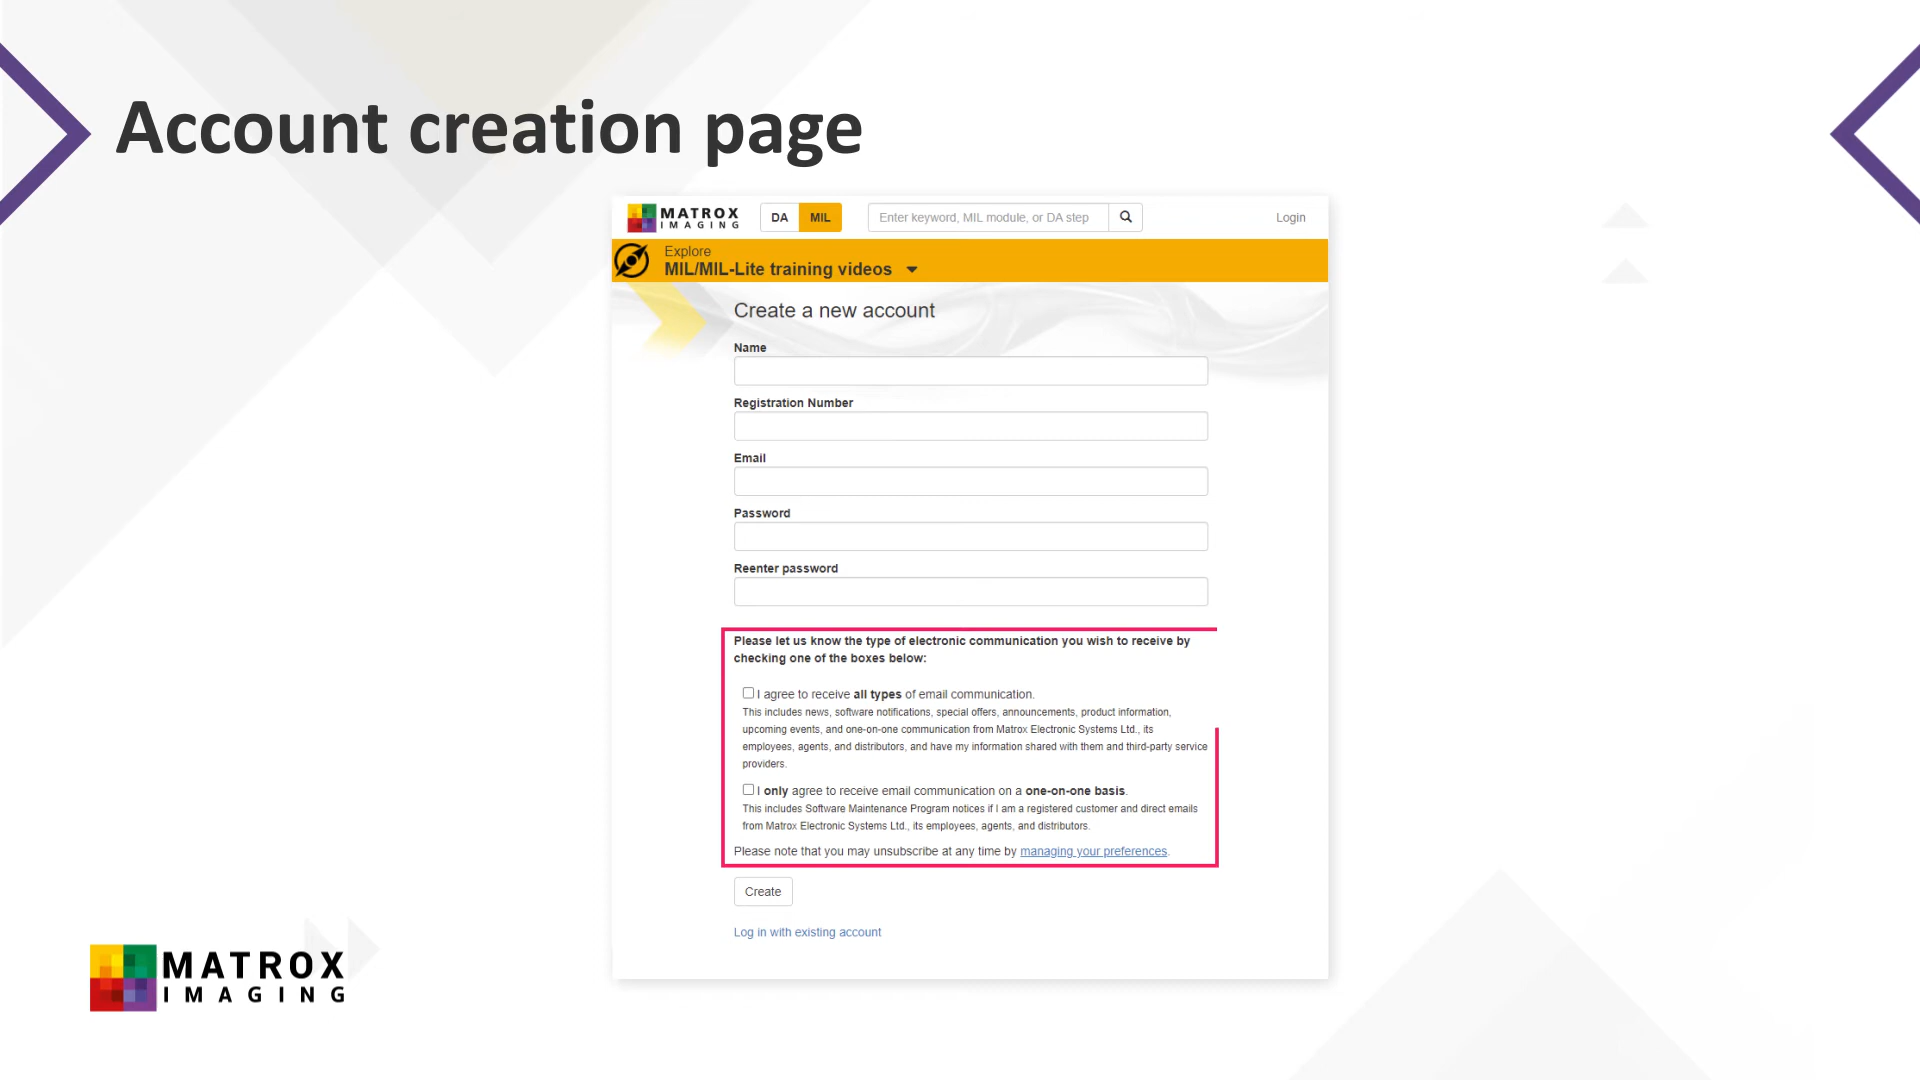 Account creation page
MATROX
IMAGING
DA
MIL
Enter keyword, MIL module, or DA step
Login
Explore
MIL/MIL-Lite training videos
Create a new account
Name
Registration Number
Email
Password
Reenter password
Please let us know the type of electronic communication you wish to receive by
checking one of the boxes below:
I agree to receive all types of email communication.
This includes news, software notifications, special offers, announcements, product information,
upcoming events, and one-on-one communication from Matrox Electronic Systems Ltd., its
employees, agents, and distributors, and have my information shared with them and third-party service
providers.
I only agree to receive email communication on a one-on-one basis.
This includes Software Maintenance Program notices if I am a registered customer and direct emails
from Matrox Electronic Systems Ltd., its employees, agents, and distributors.
Please note that you may unsubscribe at any time by managing your preferences.
Create
Log in with existing account
MATROX
IMAGING